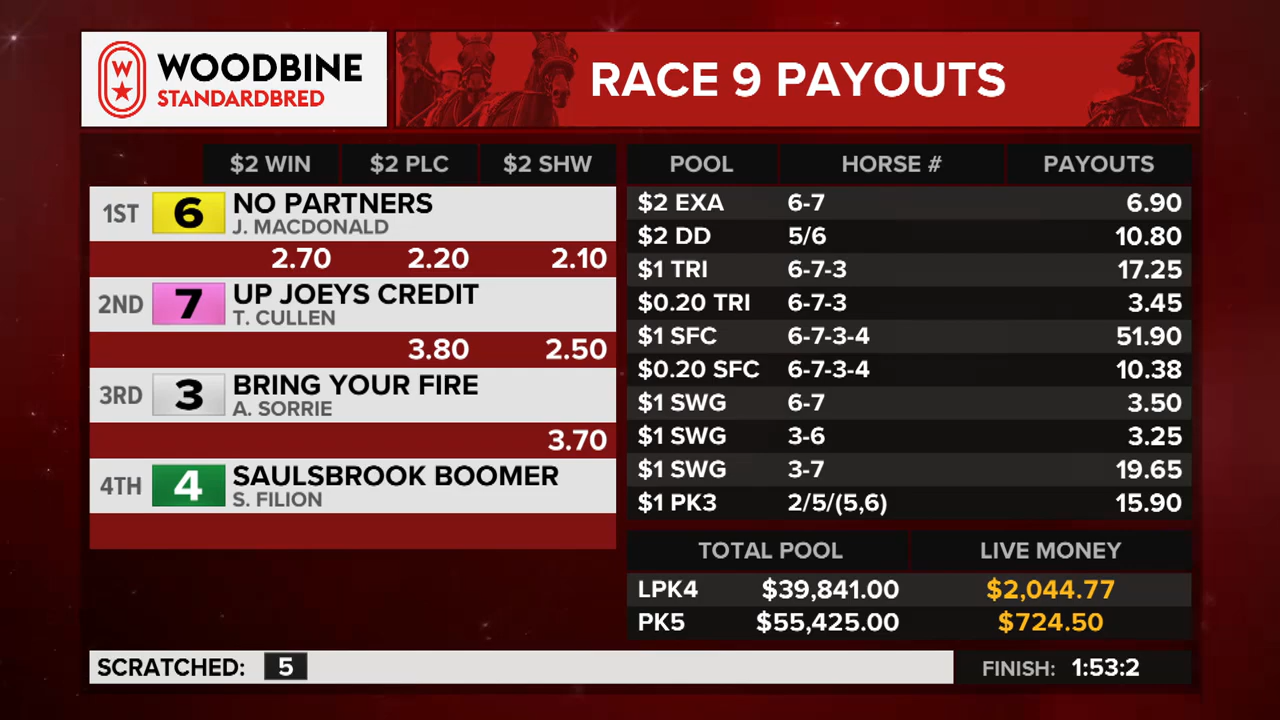 W
WOODBINE
STANDARDBRED
RACE 9 PAYOUTS
$2 WIN $2 PLC $2 SHW
1ST 6 NO PARTNERS
J. MACDONALD
2.70 2.20 2.10
2ND 7 UP JOEYS CREDIT
T. CULLEN
3.80 2.50
3RD 3 BRING YOUR FIRE
A. SORRIE
3.70
4TH 4 SAULSBROOK BOOMER
S. FILION
POOL HORSE # PAYOUTS
$2 EXA 6-7 6.90
$2 DD 5/6 10.80
$1 TRI 6-7-3 17.25
$0.20 TRI 6-7-3 3.45
$1 SFC 6-7-3-4 51.90
$0.20 SFC 6-7-3-4 10.38
$1 SWG 6-7 3.50
$1 SWG 3-6 3.25
$1 SWG 3-7 19.65
$1 PK3 2/5/(5,6) 15.90
TOTAL POOL LIVE MONEY
LPK4 $39,841.00 $2,044.77
PK5 $55,425.00 $724.50
SCRATCHED: 5
FINISH: 1:53:2